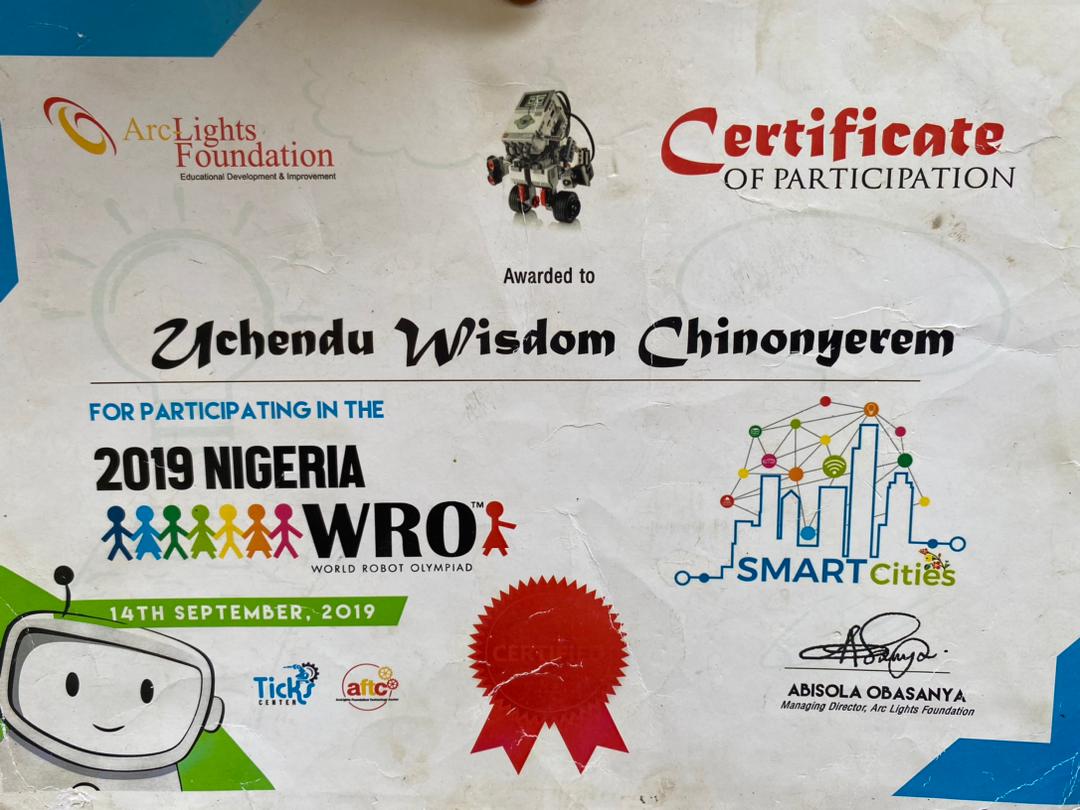 Arc-Lights
Foundation
Educational Development & Improvement
Certificate
OF PARTICIPATION
Awarded to
Uchendu Wisdom Chinonyerem
FOR PARTICIPATING IN THE
2019 NIGERIA
WRO™
WORLD ROBOT OLYMPIAD
SMART Cities
14TH SEPTEMBER, 2019
CERTIFIED
Ticks
CENTER
aftc
ABISOLA OBASANYA
Managing Director, Arc Lights Foundation